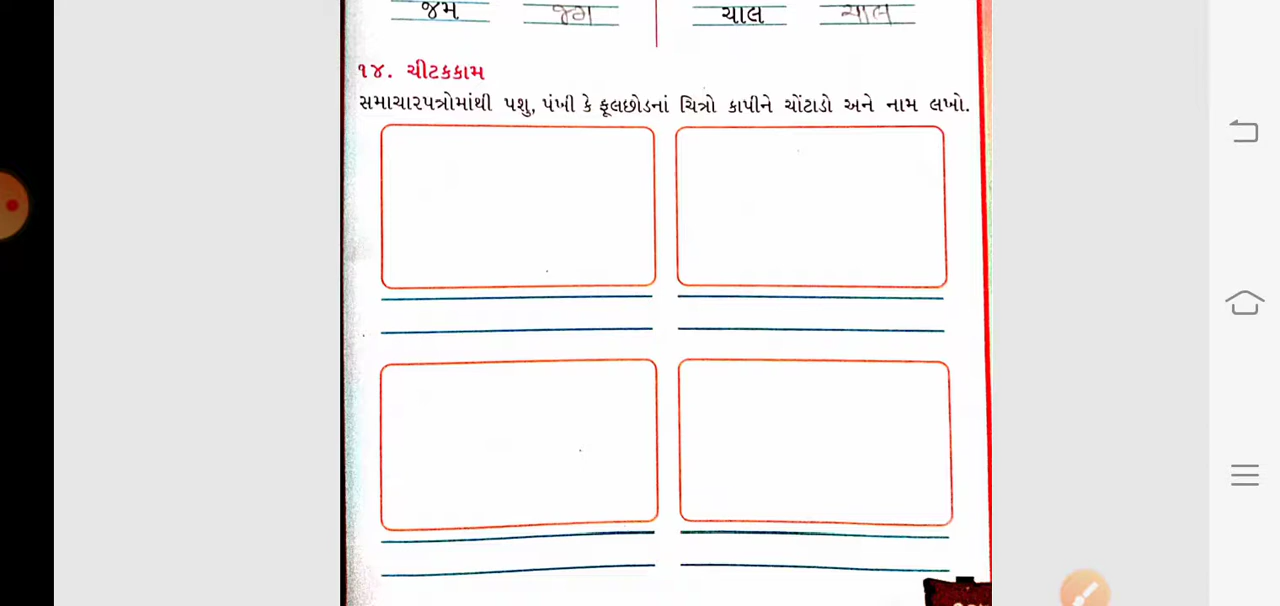 જમ જગ ચાલ ચાલ
૧૪. ચીટકકામ
સમાચારપત્રોમાંથી પશુ, પંખી કે ફૂલછોડનાં ચિત્રો કાપીને ચોંટાડો અને નામ લખો.